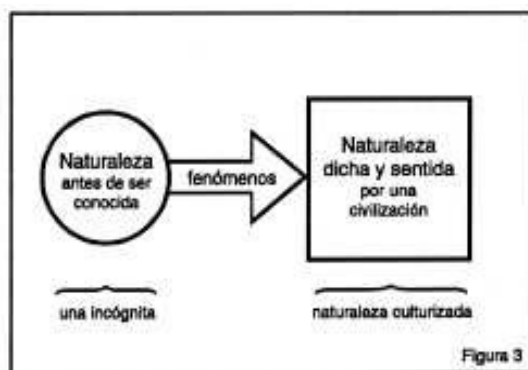 Naturaleza
antes de ser
conocida
fenómenos
Naturaleza
dicha y sentida
por una
civilización
una incógnita
naturaleza culturizada
Figura 3